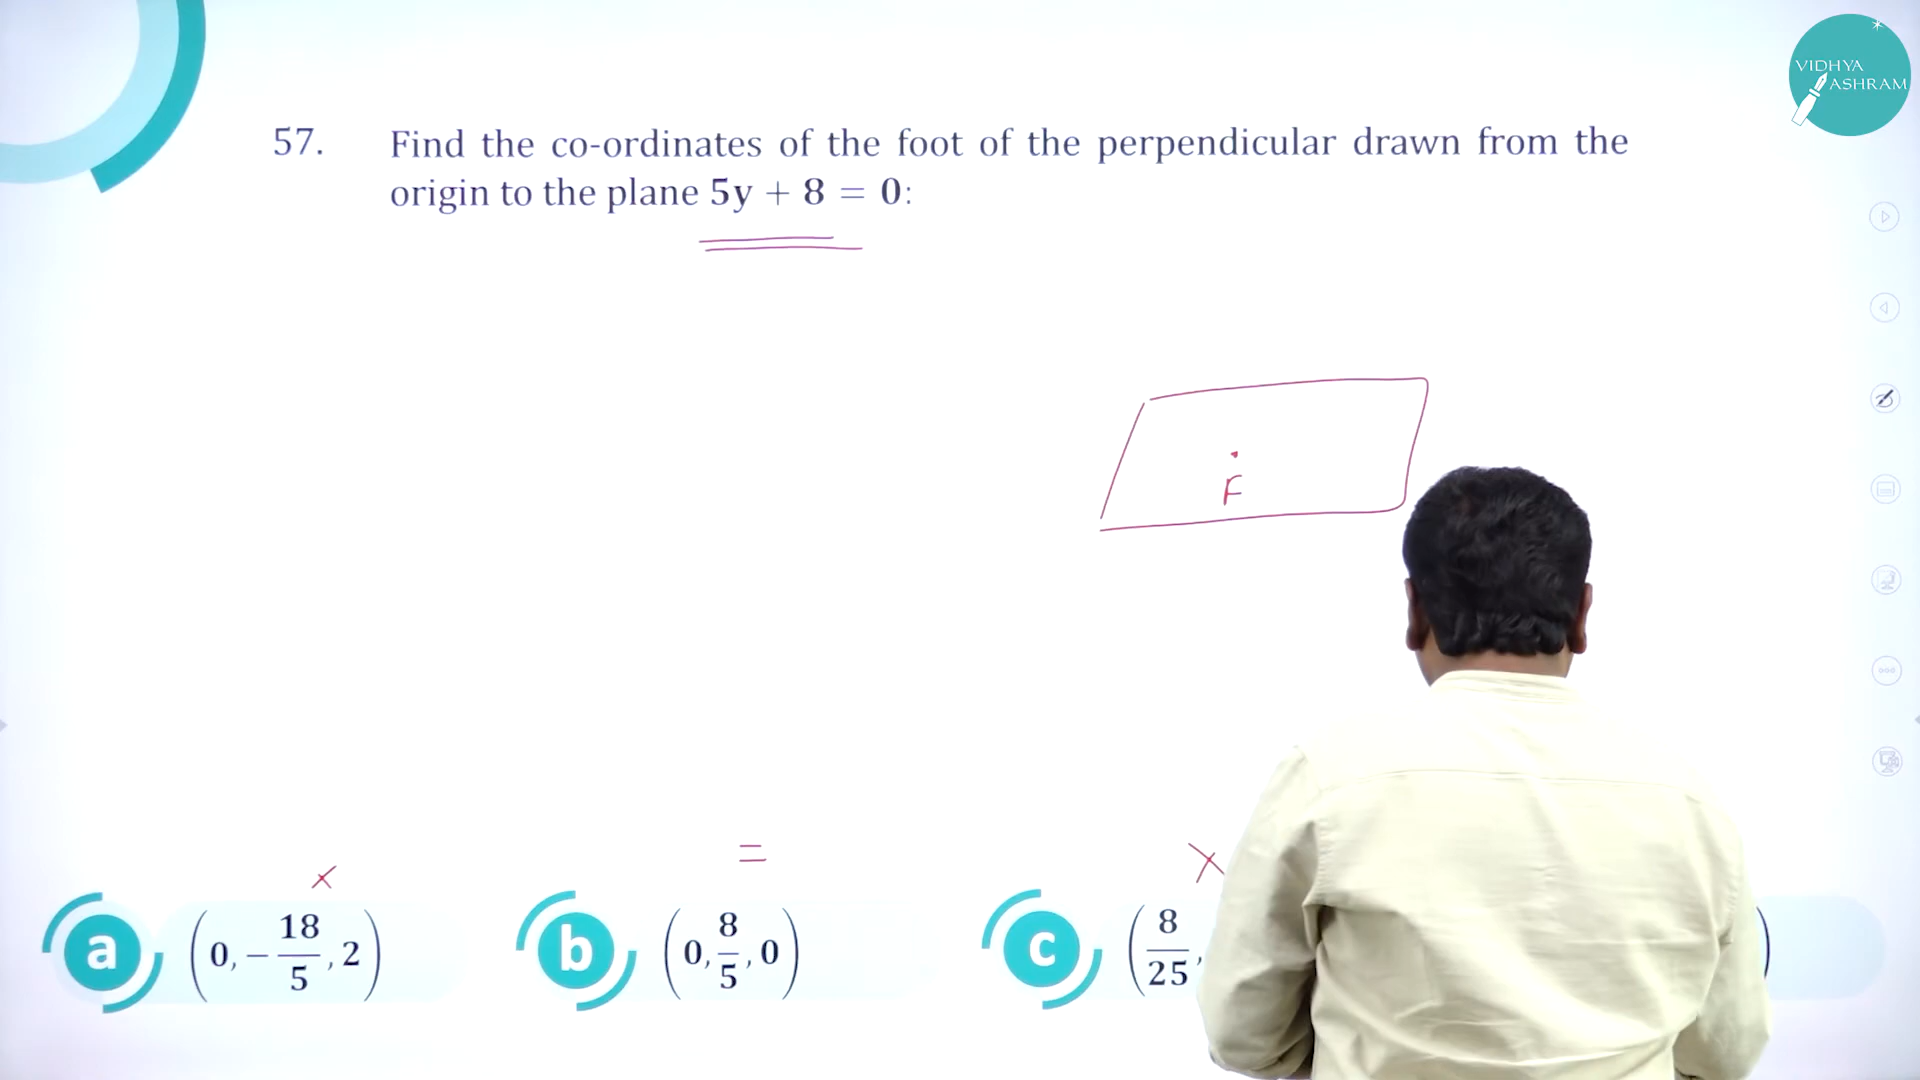 VIDHYA
ASHRAM
57. Find the co-ordinates of the foot of the perpendicular drawn from the
origin to the plane 5y + 8 = 0:
F
× = ×
a (0, −18/5, 2) b (0, 8/5, 0) c (8/25, )